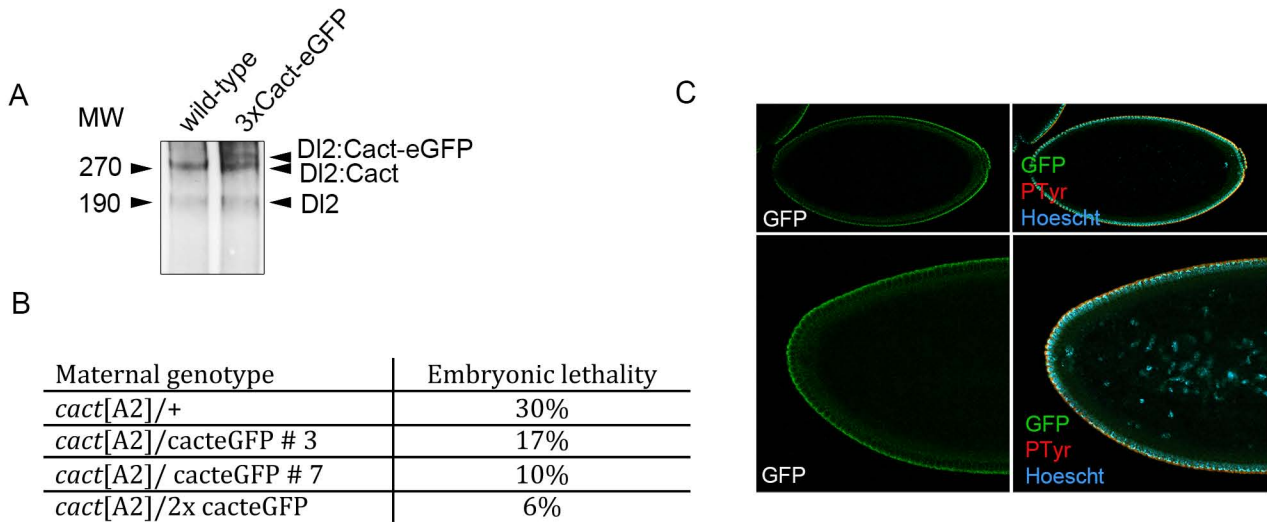 A
MW
wild-type
3xCact-eGFP
270
190
Dl2:Cact-eGFP
Dl2:Cact
Dl2
B
Maternal genotype Embryonic lethality
cact[A2]/+ 30%
cact[A2]/cacteGFP # 3 17%
cact[A2]/ cacteGFP # 7 10%
cact[A2]/2x cacteGFP 6%
C
GFP
GFP
PTyr
Hoescht
GFP
GFP
PTyr
Hoescht